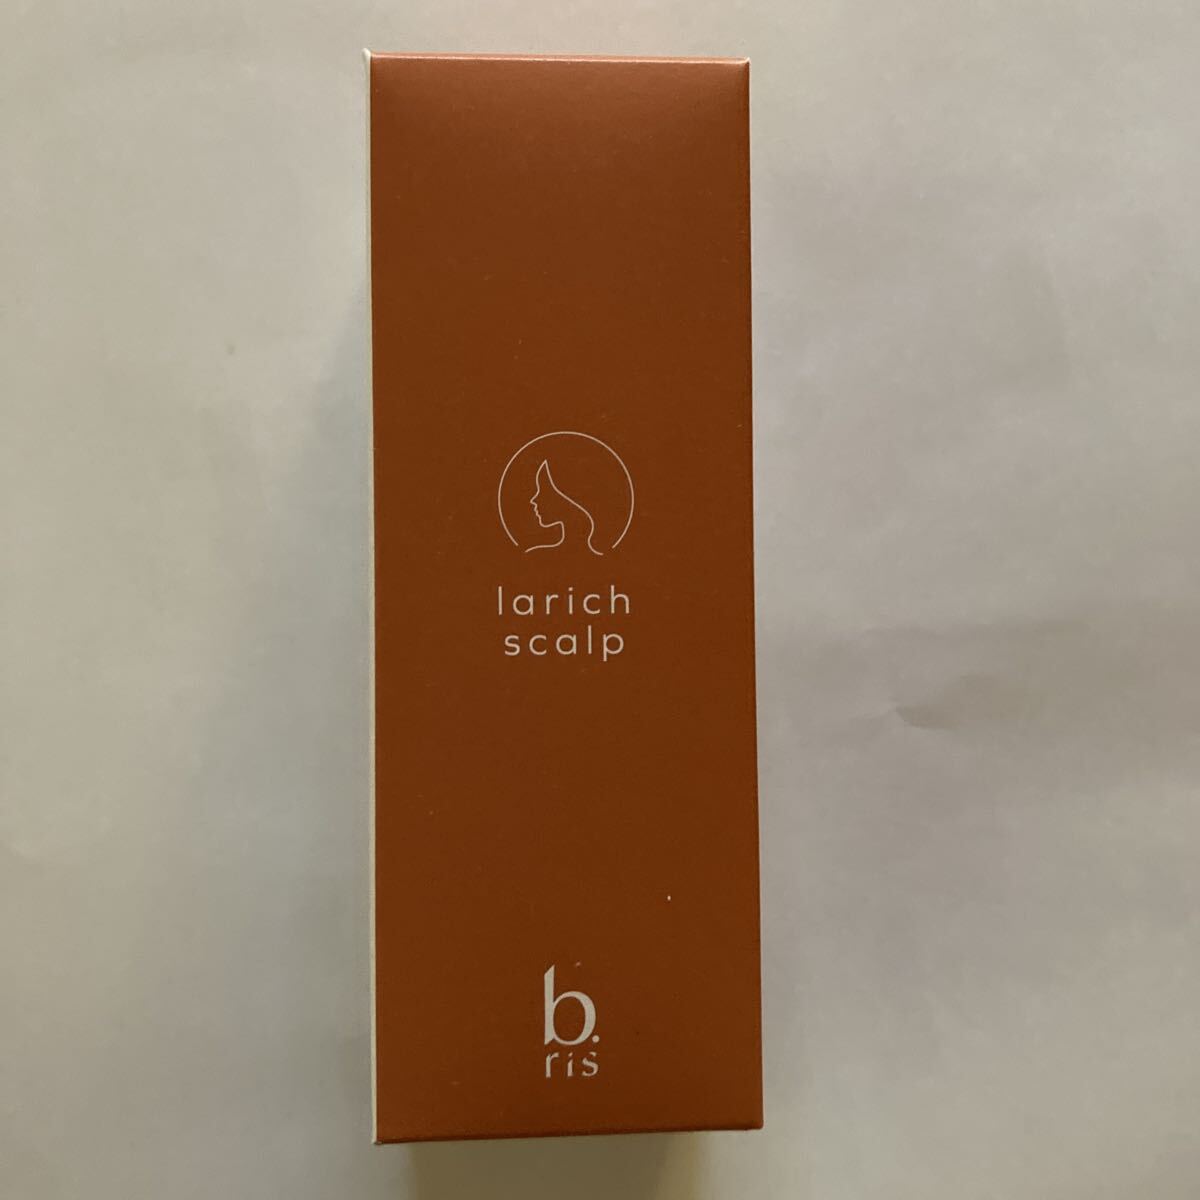 larich
scalp
b.
ris